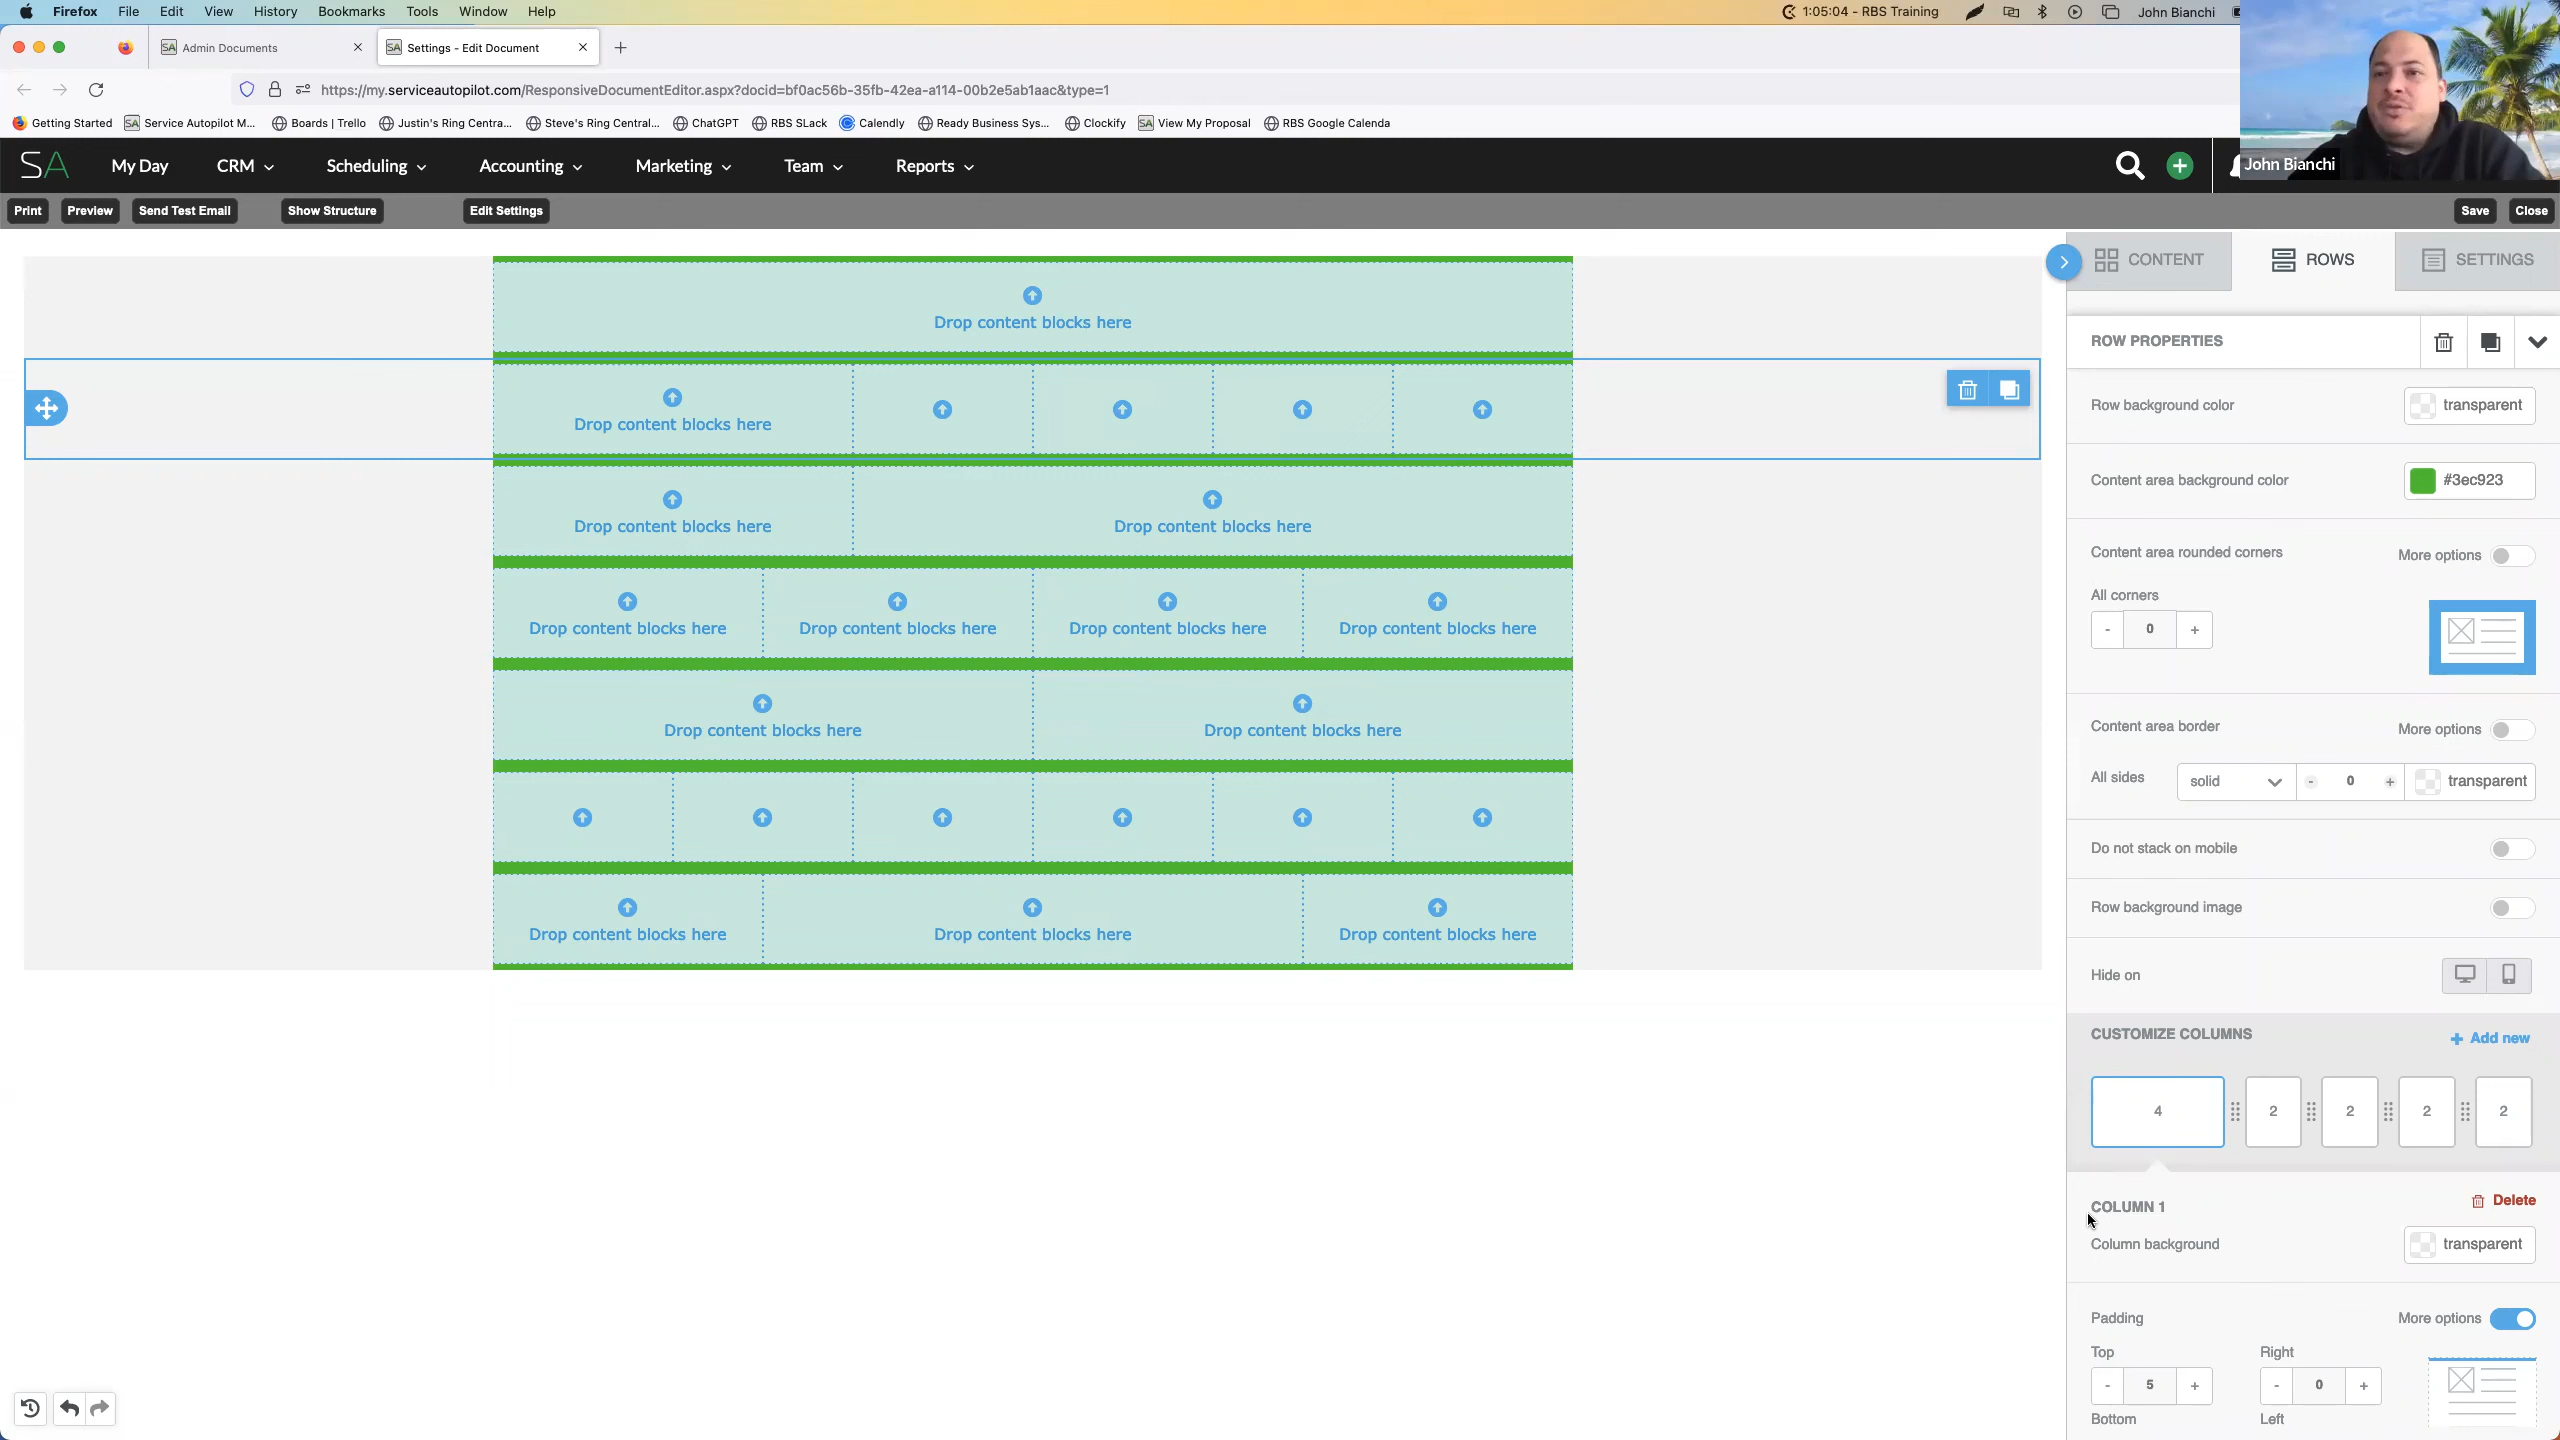 Firefox File Edit View History Bookmarks Tools Window Help 1:05:04 - RBS Training John Bianchi
Admin Documents Settings - Edit Document
https://my.serviceautopilot.com/ResponsiveDocumentEditor.aspx?docid=bf0ac56b-35fb-42ea-a114-00b2e5ab1aac&type=1
Getting Started Service Autopilot M... Boards | Trello Justin's Ring Centra... Steve's Ring Central... ChatGPT RBS SLack Calendly Ready Business Sys... Clockify View My Proposal RBS Google Calenda
SA My Day CRM Scheduling Accounting Marketing Team Reports
John Bianchi
Print Preview Send Test Email Show Structure Edit Settings Save Close
CONTENT ROWS SETTINGS
Drop content blocks here
Drop content blocks here
Drop content blocks here Drop content blocks here
Drop content blocks here Drop content blocks here Drop content blocks here Drop content blocks here
Drop content blocks here Drop content blocks here
Drop content blocks here Drop content blocks here Drop content blocks here
ROW PROPERTIES
Row background color transparent
Content area background color #3ec923
Content area rounded corners More options
All corners
- 0 +
Content area border More options
All sides solid - 0 + transparent
Do not stack on mobile
Row background image
Hide on
CUSTOMIZE COLUMNS + Add new
4 2 2 2 2
COLUMN 1 Delete
Column background transparent
Padding More options
Top Right
- 5 + - 0 +
Bottom Left